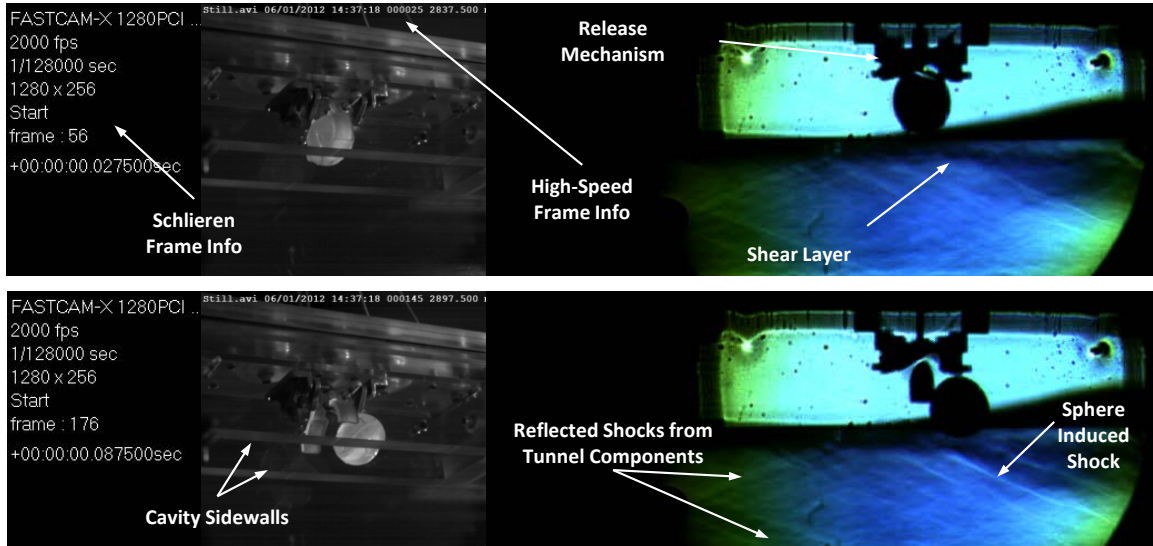 FASTCAM-X 1280PCI ...
2000 fps
1/128000 sec
1280 x 256
Start
frame : 56
+00:00:00.027500sec
Schlieren
Frame Info
Still.avi 06/01/2012 14:37:18 000025 2837.500
High-Speed
Frame Info
Release
Mechanism
Shear Layer
FASTCAM-X 1280PCI ...
2000 fps
1/128000 sec
1280 x 256
Start
frame : 176
+00:00:00.087500sec
Still.avi 06/01/2012 14:37:18 000145 2897.500
Cavity Sidewalls
Reflected Shocks from
Tunnel Components
Sphere
Induced
Shock